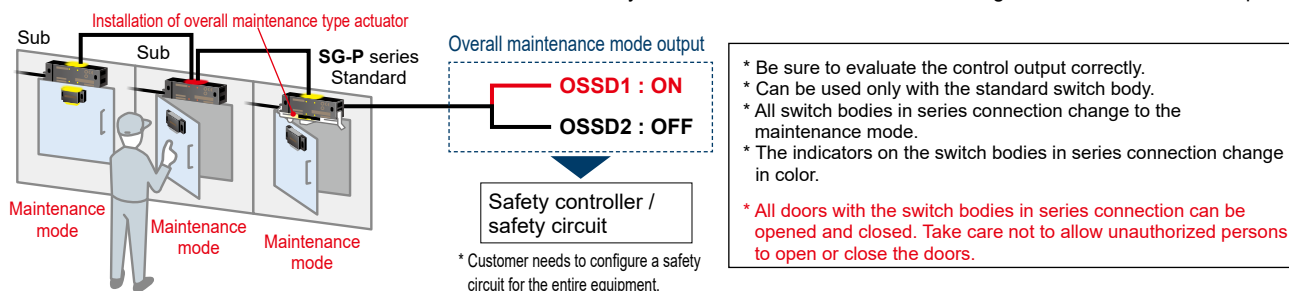 Installation of overall maintenance type actuator
Sub
Sub
SG-P series
Standard
Maintenance
mode
Maintenance
mode
Maintenance
mode
Overall maintenance mode output
OSSD1 : ON
OSSD2 : OFF
Safety controller /
safety circuit
* Customer needs to configure a safety
circuit for the entire equipment.
* Be sure to evaluate the control output correctly.
* Can be used only with the standard switch body.
* All switch bodies in series connection change to the
maintenance mode.
* The indicators on the switch bodies in series connection change
in color.
* All doors with the switch bodies in series connection can be
opened and closed. Take care not to allow unauthorized persons
to open or close the doors.